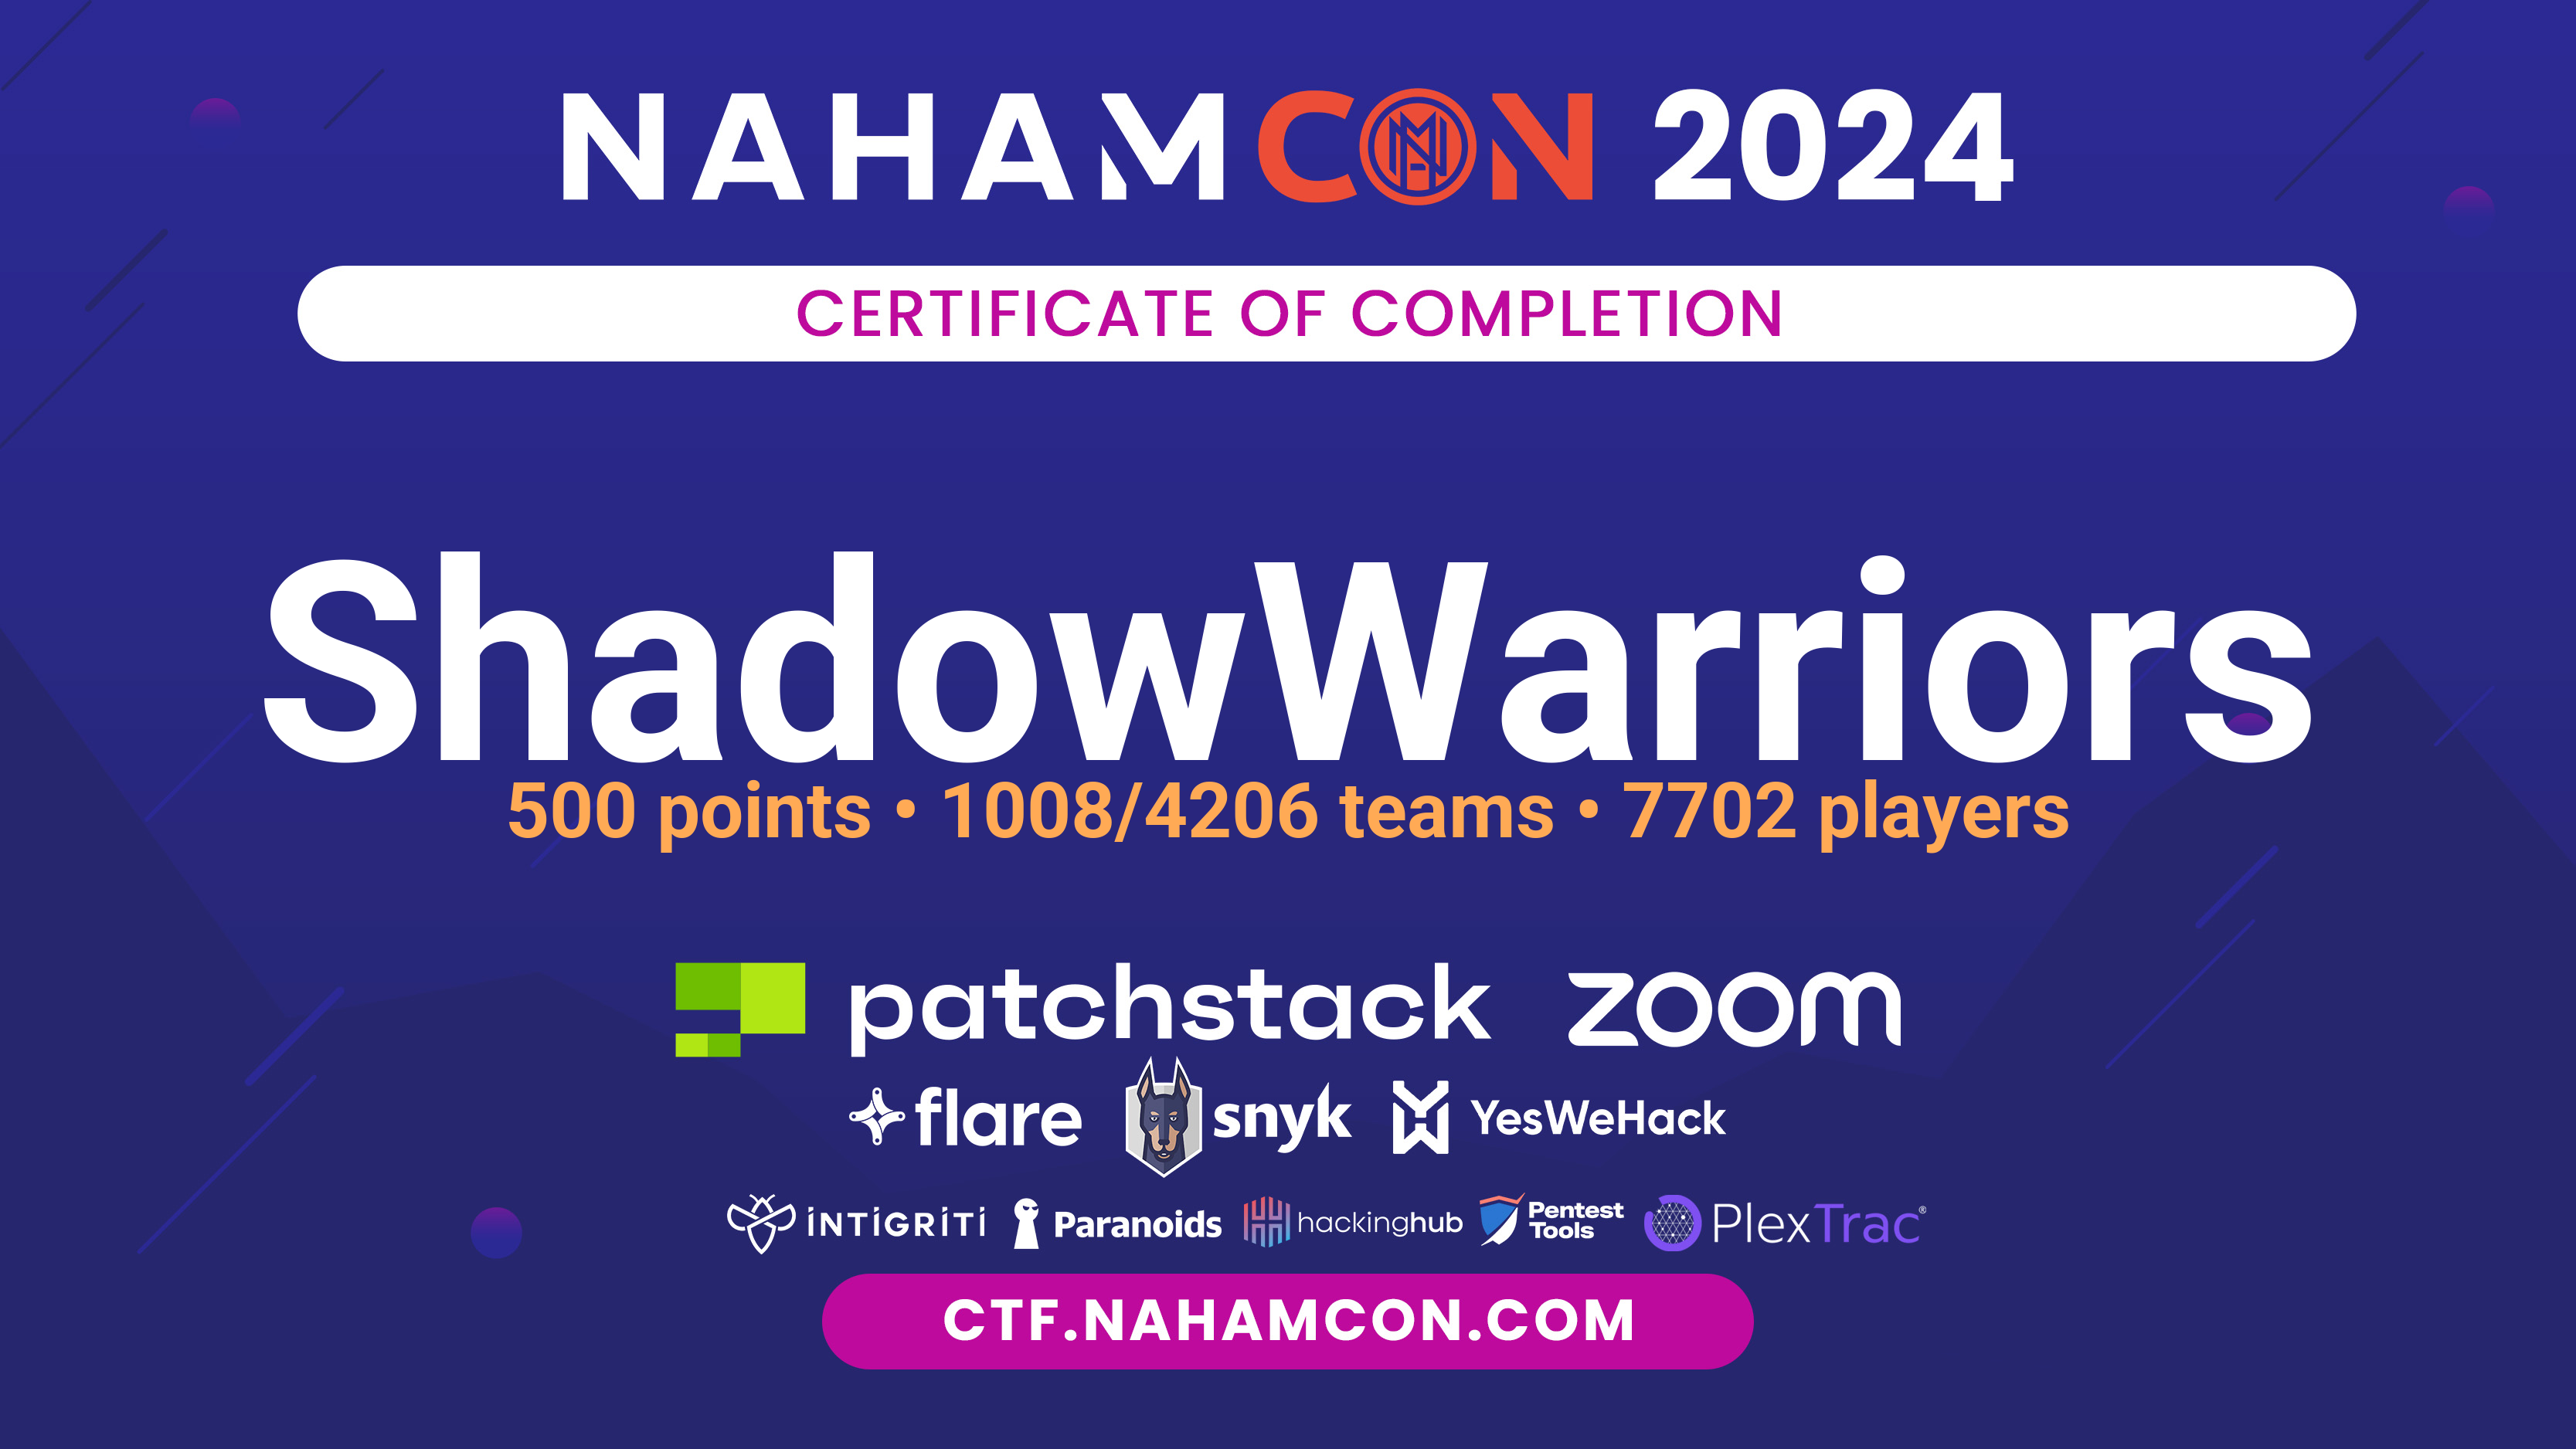 NAHAMCON 2024
CERTIFICATE OF COMPLETION
ShadowWarriors
500 points • 1008/4206 teams • 7702 players
patchstack zoom
flare snyk YesWeHack
INTIGRITI Paranoids hackinghub Pentest Tools PlexTrac®
CTF.NAHAMCON.COM